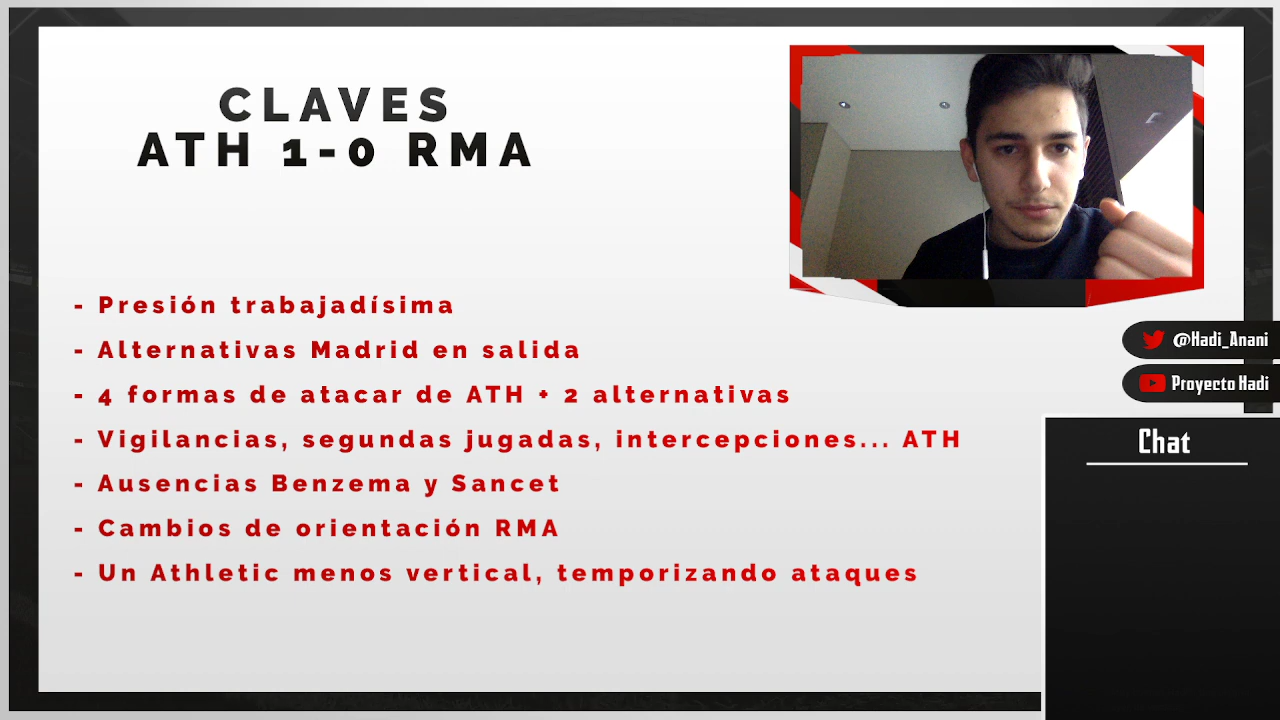 CLAVES
ATH 1-0 RMA
- Presión trabajadísima
- Alternativas Madrid en salida
- 4 formas de atacar de ATH + 2 alternativas
- Vigilancias, segundas jugadas, intercepciones... ATH
- Ausencias Benzema y Sancet
- Cambios de orientación RMA
- Un Athletic menos vertical, temporizando ataques
@Hadi_Anani
Proyecto Hadi
Chat